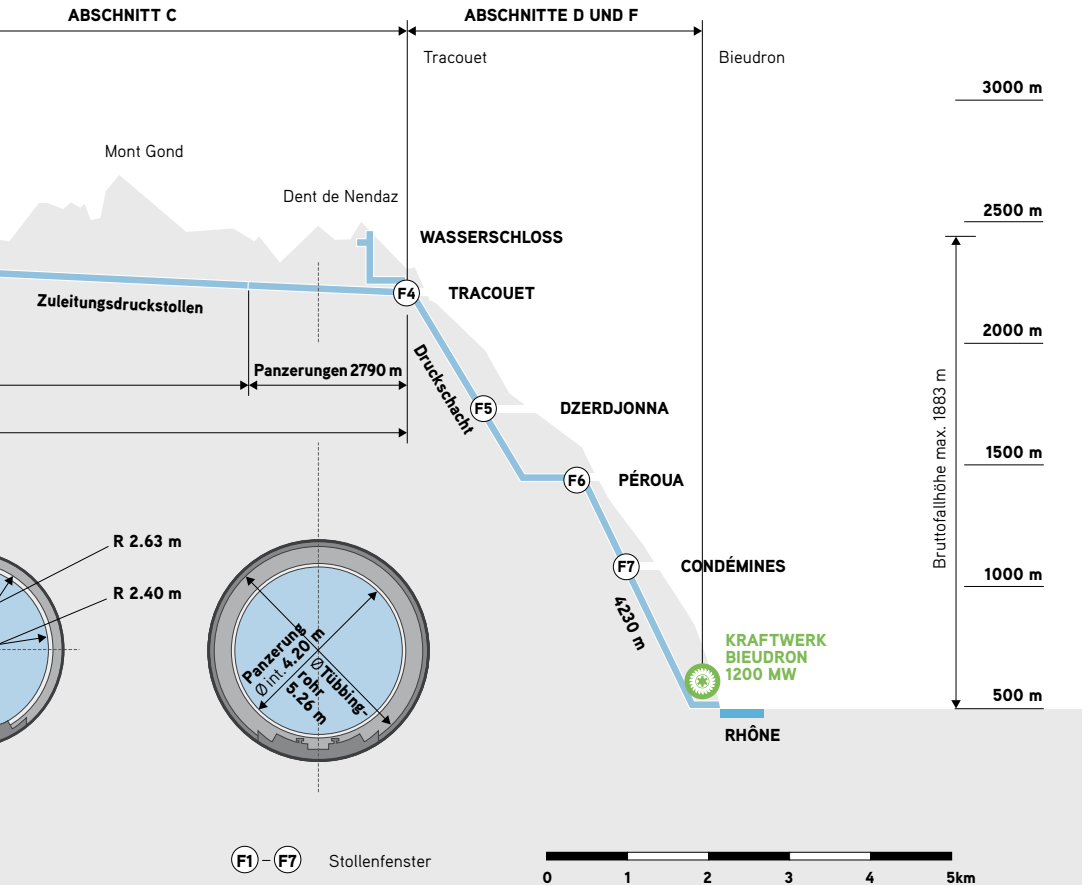 ABSCHNITT C
ABSCHNITTE D UND F
Tracouet
Bieudron
3000 m
Mont Gond
Dent de Nendaz
2500 m
WASSERSCHLOSS
F4
TRACOUET
Zuleitungsdruckstollen
2000 m
Panzerungen 2790 m
Druckschacht
F5
DZERDJONNA
Bruttofallhöhe max. 1883 m
1500 m
F6
PÉROUA
R 2.63 m
F7
CONDÉMINES
1000 m
R 2.40 m
4230 m
Panzerung
Ø int. 4.20 m
Ø Tübbing-
rohr
5.26 m
KRAFTWERK
BIEUDRON
1200 MW
500 m
RHÔNE
F1 – F7 Stollenfenster
0 1 2 3 4 5km